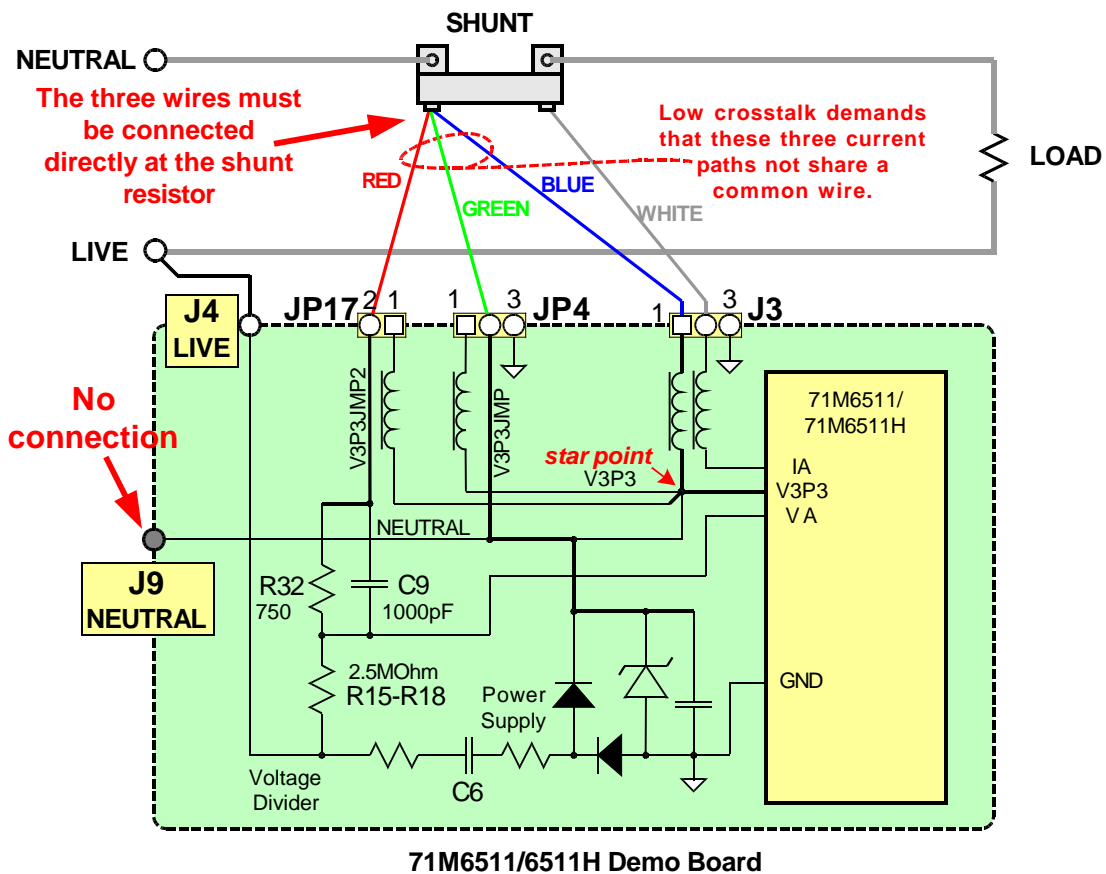 SHUNT
NEUTRAL
The three wires must
be connected
directly at the shunt
resistor
Low crosstalk demands
that these three current
paths not share a
common wire.
LOAD
RED
BLUE
GREEN
WHITE
LIVE
J4
LIVE
JP17
2
1
1
3
JP4
1
3
J3
No
connection
V3P3JMP2
V3P3JMP
star point
V3P3
71M6511/
71M6511H
IA
V3P3
VA
NEUTRAL
J9
NEUTRAL
R32
750
C9
1000pF
2.5MOhm
R15-R18
Power
Supply
GND
Voltage
Divider
C6
71M6511/6511H Demo Board